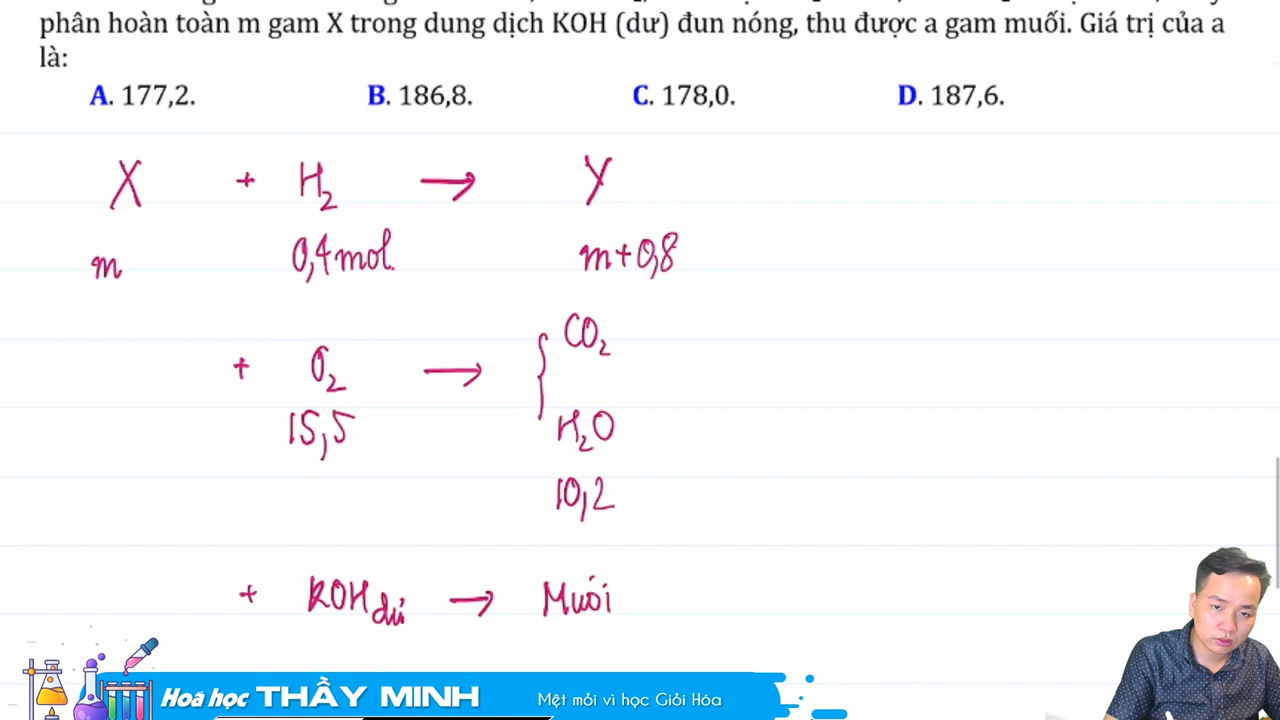 phân hoàn toàn m gam X trong dung dịch KOH (dư) đun nóng, thu được a gam muối. Giá trị của a
là:
A. 177,2. B. 186,8. C. 178,0. D. 187,6.
X + H₂ → Y
m 0,4mol m+0,8
+ O₂ → { CO₂
15,5 H₂O
10,2
+ KOH dư → Muối
Hoá học THẦY MINH Mệt mỏi vì học Giỏi Hóa